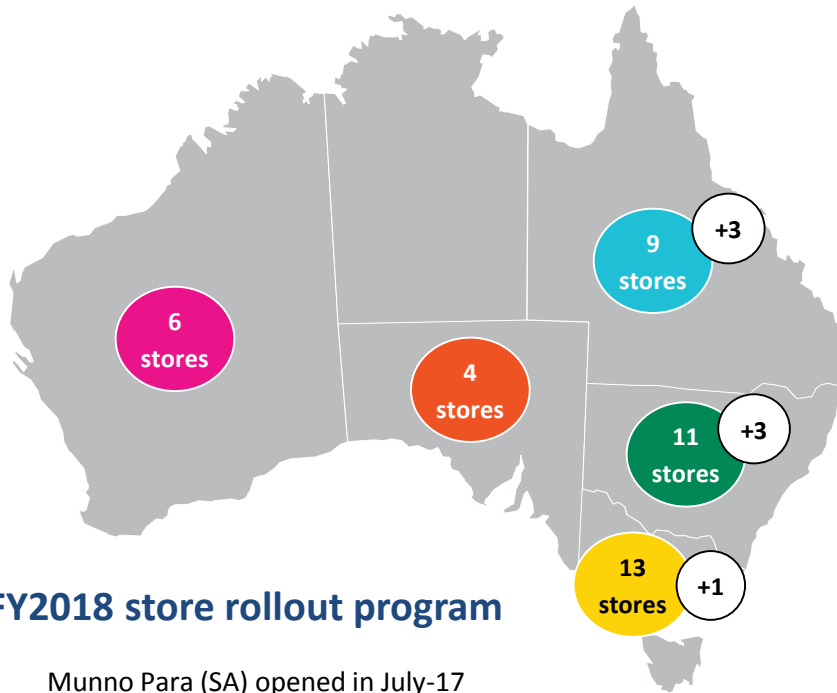 9
stores
+3
6
stores
4
stores
11
stores
+3
13
stores
+1
FY2018 store rollout program
Munno Para (SA) opened in July-17